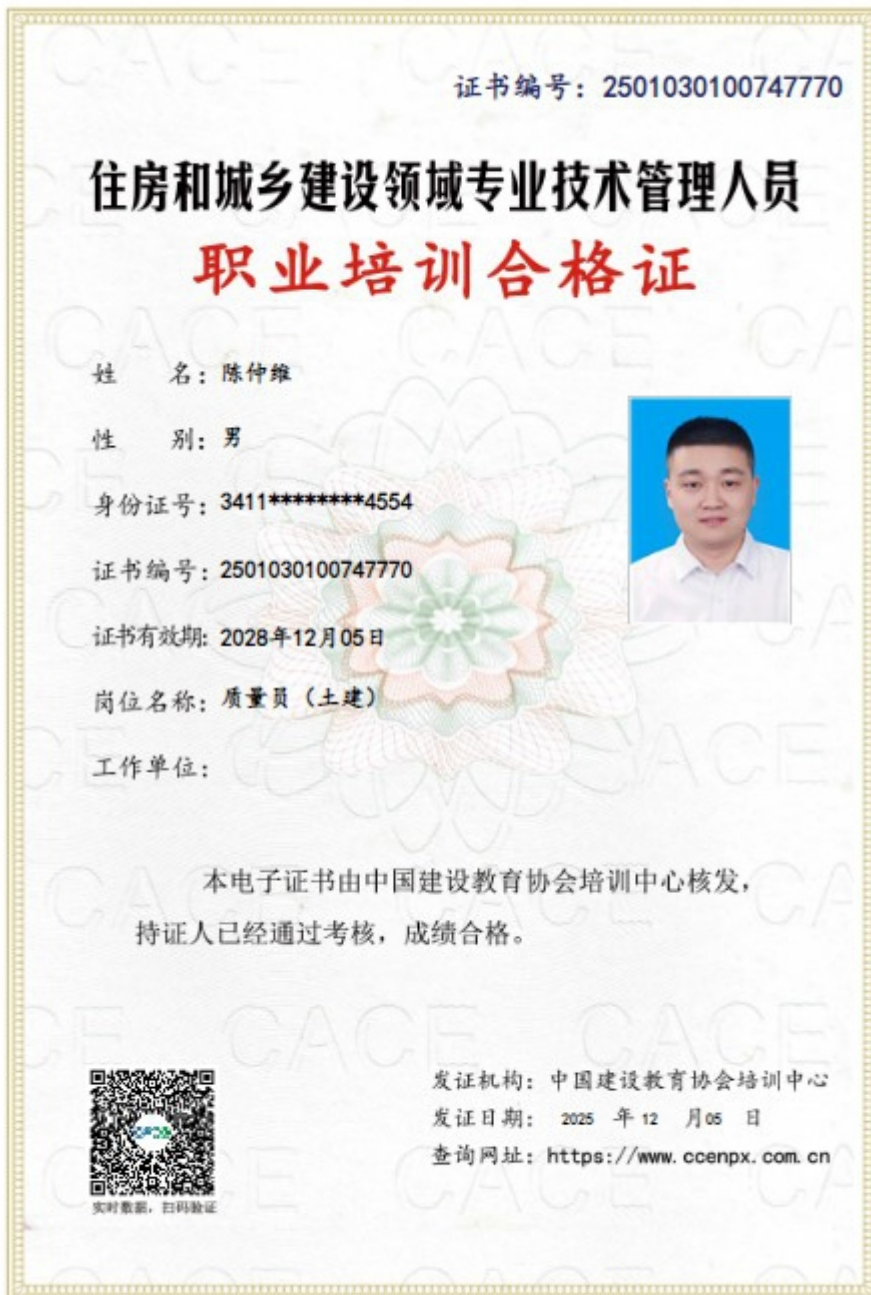 证书编号：2501030100747770
住房和城乡建设领域专业技术管理人员
职业培训合格证
姓 名：陈仲维
性 别：男
身份证号：3411********4554
证书编号：2501030100747770
证书有效期：2028年12月05日
岗位名称：质量员（土建）
工作单位：
本电子证书由中国建设教育协会培训中心核发，
持证人已经通过考核，成绩合格。
发证机构：中国建设教育协会培训中心
发证日期： 2025 年 12 月 05 日
查询网址：https://www.ccenpx.com.cn
实时数据，扫码验证
CACE